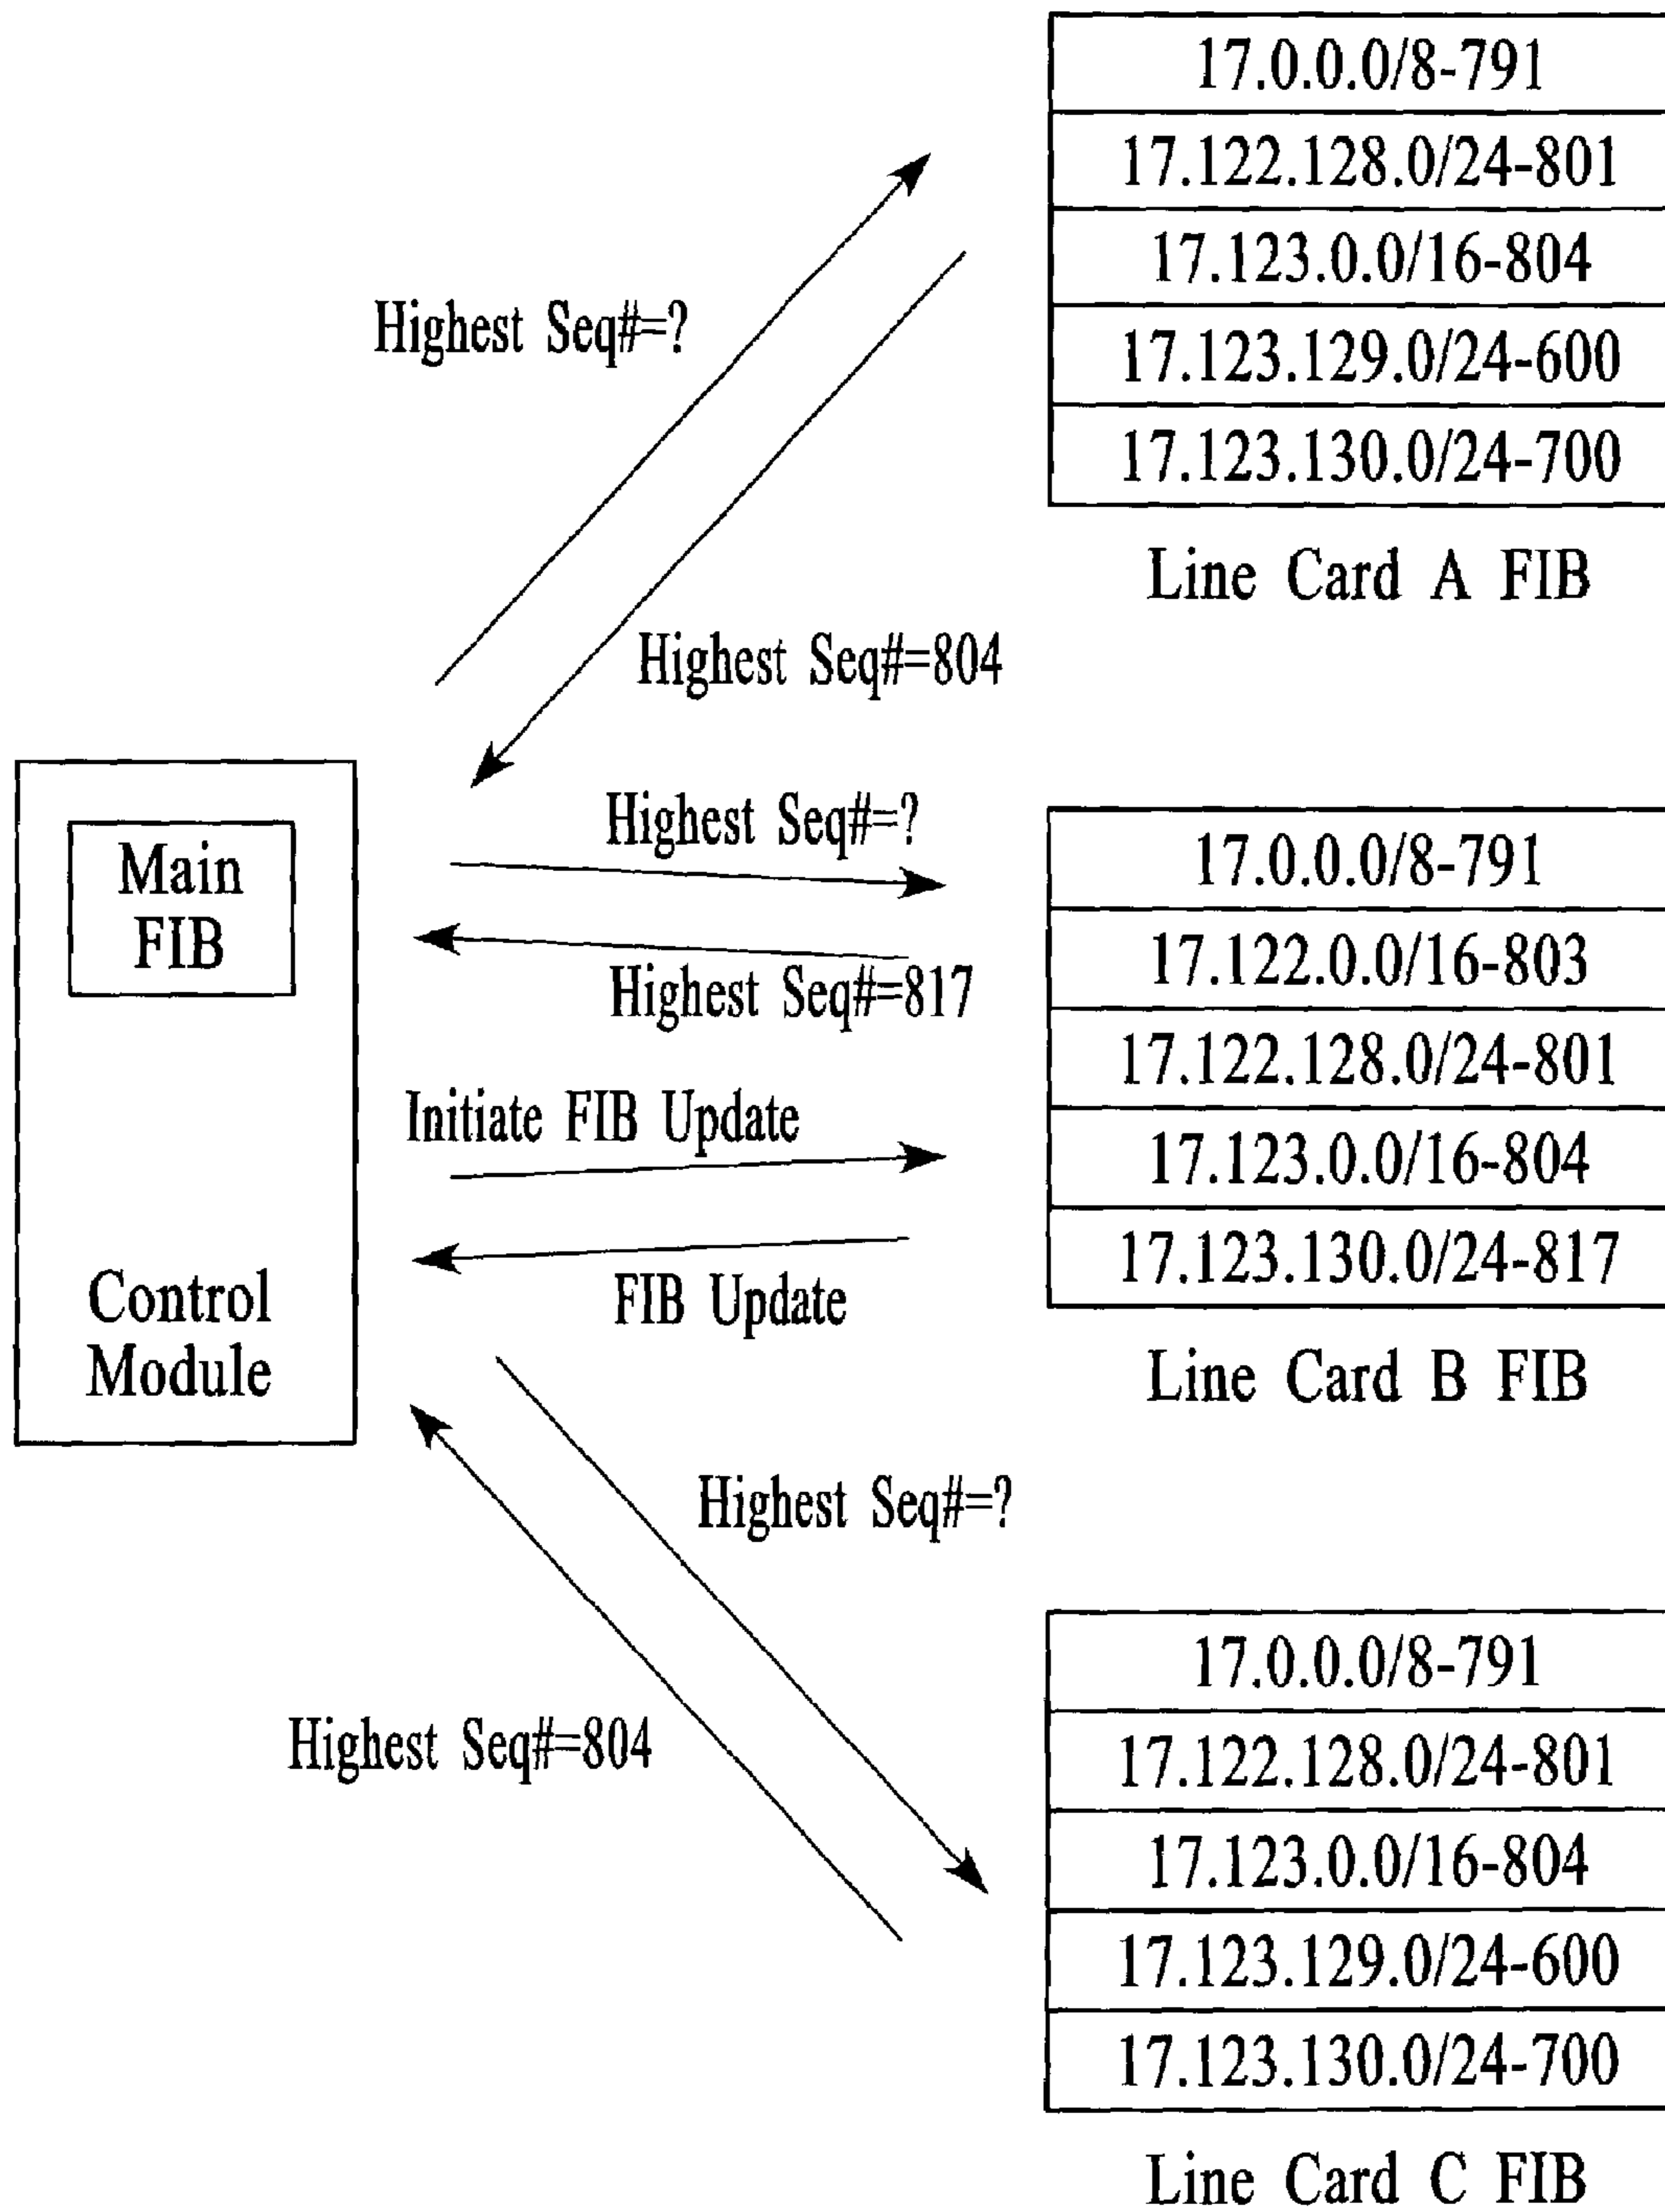 17.0.0.0/8-791
17.122.128.0/24-801
17.123.0.0/16-804
17.123.129.0/24-600
17.123.130.0/24-700
Line Card A FIB
Highest Seq#=?
Highest Seq#=804
Main
FIB
Control
Module
Highest Seq#=?
Highest Seq#=817
Initiate FIB Update
FIB Update
17.0.0.0/8-791
17.122.0.0/16-803
17.122.128.0/24-801
17.123.0.0/16-804
17.123.130.0/24-817
Line Card B FIB
Highest Seq#=?
Highest Seq#=804
17.0.0.0/8-791
17.122.128.0/24-801
17.123.0.0/16-804
17.123.129.0/24-600
17.123.130.0/24-700
Line Card C FIB